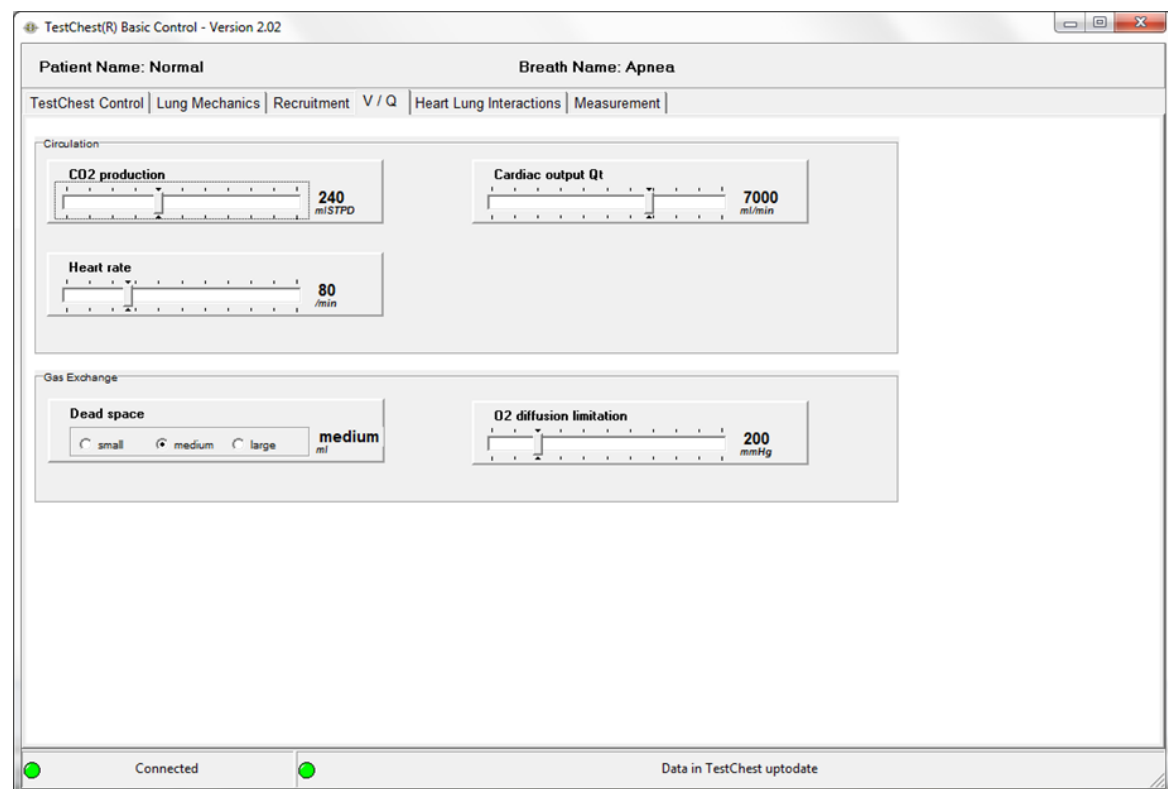 TestChest(R) Basic Control - Version 2.02
Patient Name: Normal Breath Name: Apnea
TestChest Control Lung Mechanics Recruitment V / Q Heart Lung Interactions Measurement
Circulation
CO2 production
240
mlSTPD
Cardiac output Qt
7000
ml/min
Heart rate
80
/min
Gas Exchange
Dead space
small medium large
medium
ml
O2 diffusion limitation
200
mmHg
Connected Data in TestChest uptodate